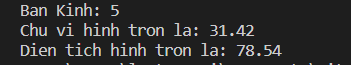 Ban Kinh: 5
Chu vi hinh tron la: 31.42
Dien tich hinh tron la: 78.54